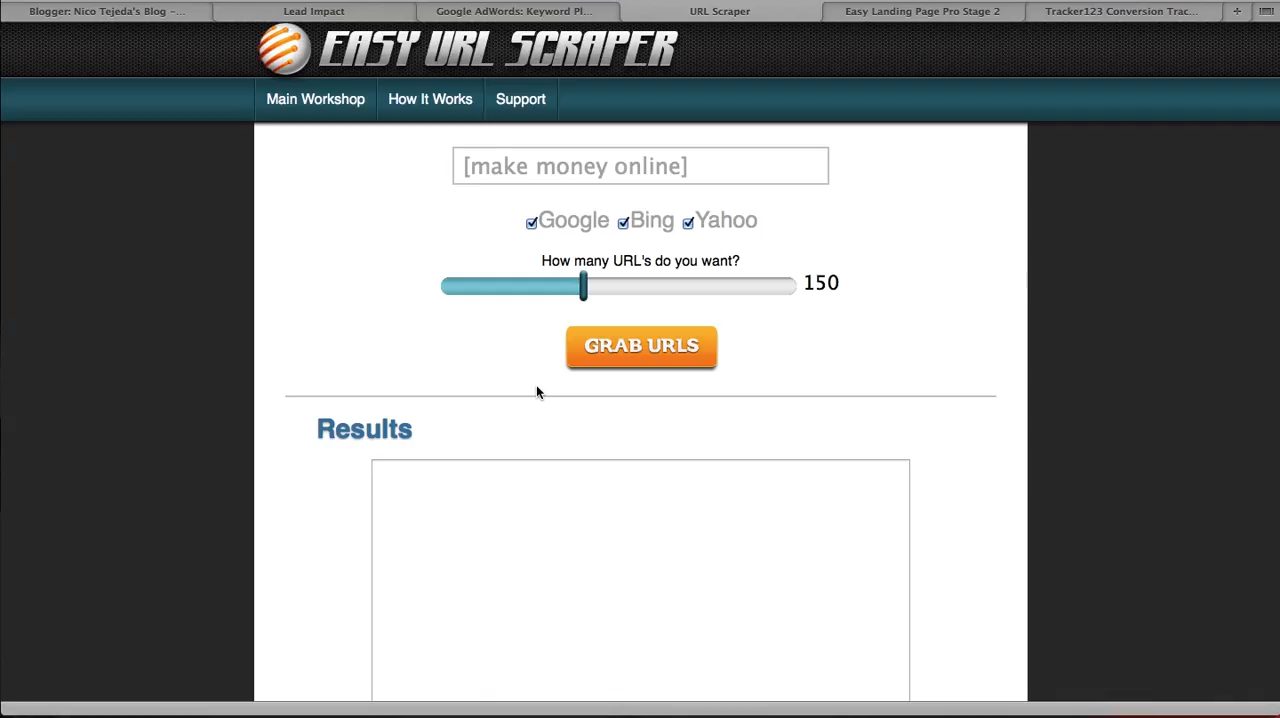 Blogger: Nico Tejeda's Blog –...
Lead Impact
Google AdWords: Keyword Pl...
URL Scraper
Easy Landing Page Pro Stage 2
Tracker123 Conversion Trac...
+
EASY URL SCRAPER
Main Workshop
How It Works
Support
[make money online]
Google Bing Yahoo
How many URL's do you want?
150
GRAB URLS
Results